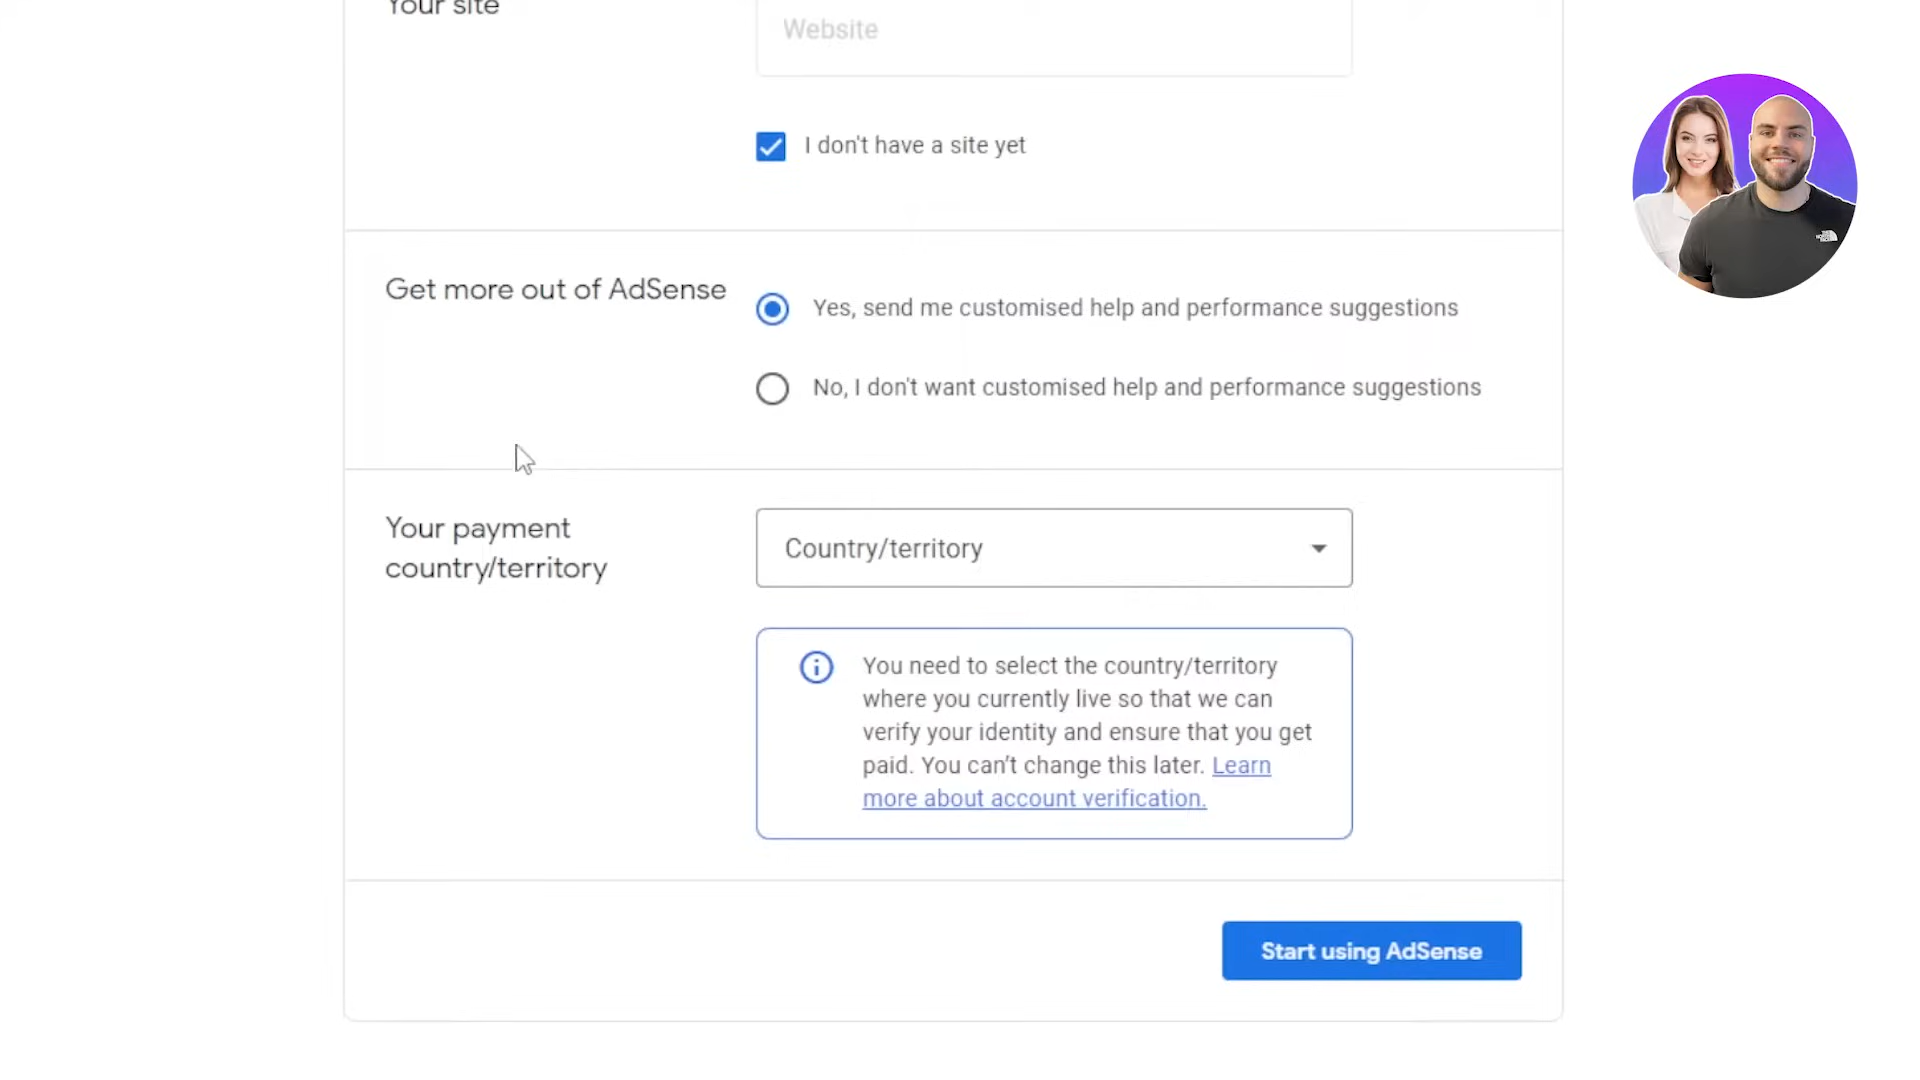 Your site
Website
I don't have a site yet
Get more out of AdSense
Yes, send me customised help and performance suggestions
No, I don't want customised help and performance suggestions
Your payment
country/territory
Country/territory
You need to select the country/territory
where you currently live so that we can
verify your identity and ensure that you get
paid. You can’t change this later. Learn
more about account verification.
Start using AdSense